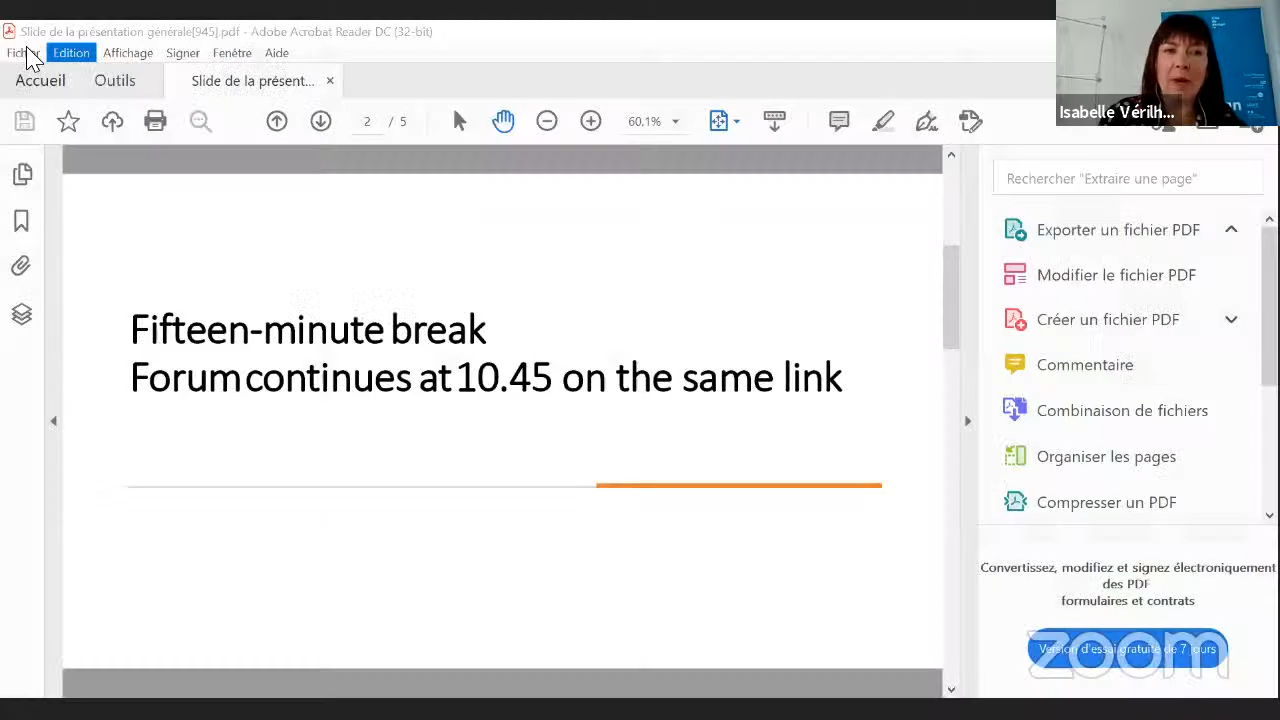 Slide de la présentation générale[945].pdf - Adobe Acrobat Reader DC (32-bit)
Edition Affichage Signer Fenêtre Aide
Accueil Outils Slide de la présent... ×
Isabelle Vérilh...
2 / 5 60,1%
Rechercher "Extraire une page"
Exporter un fichier PDF
Modifier le fichier PDF
Créer un fichier PDF
Commentaire
Combinaison de fichiers
Organiser les pages
Compresser un PDF
Fifteen-minute break
Forum continues at 10.45 on the same link
Convertissez, modifiez et signez électroniquement
des PDF
formulaires et contrats
Version d'essai gratuite de 7 jours
zoom